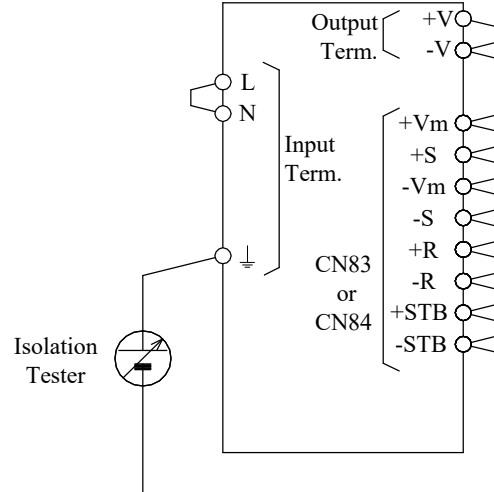 Output
Term.
+V
-V
L
N
Input
Term.
+Vm
+S
-Vm
-S
+R
-R
+STB
-STB
CN83
or
CN84
Isolation
Tester